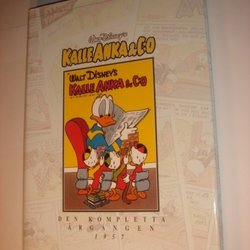 Walt Disney's
KALLE ANKA & CO
WALT DISNEY'S
KALLE ANKA & CO
DEN KOMPLETTA
ÅRGÅNGEN
1957